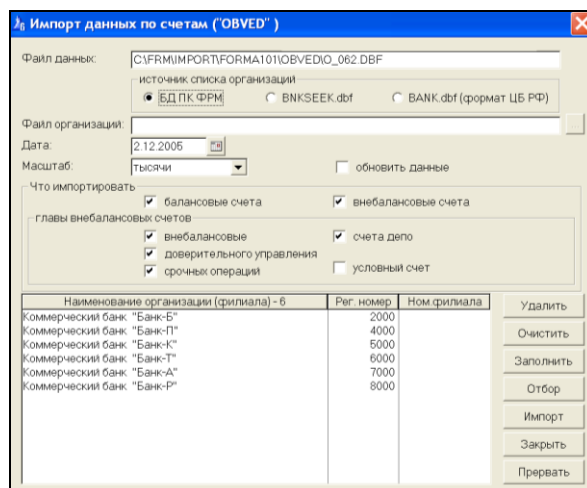 Импорт данных по счетам ("OBVED" )
Файл данных: C:\FRM\IMPORT\FORMA101\OBVED\O_062.DBF
источник списка организаций
БД ПК ФРМ BNKSEEK.dbf BANK.dbf (формат ЦБ РФ)
Файл организаций:
Дата: 2.12.2005
Масштаб: тысячи обновить данные
Что импортировать
балансовые счета внебалансовые счета
главы внебалансовых счетов
внебалансовые счета депо
доверительного управления
срочных операций условный счет
Наименование организации (филиала) - 6 Рег. номер Ном.филиала
Коммерческий банк "Банк-Б" 2000
Коммерческий банк "Банк-П" 4000
Коммерческий банк "Банк-К" 5000
Коммерческий банк "Банк-Т" 6000
Коммерческий банк "Банк-А" 7000
Коммерческий банк "Банк-Р" 8000
Удалить
Очистить
Заполнить
Отбор
Импорт
Закрыть
Прервать